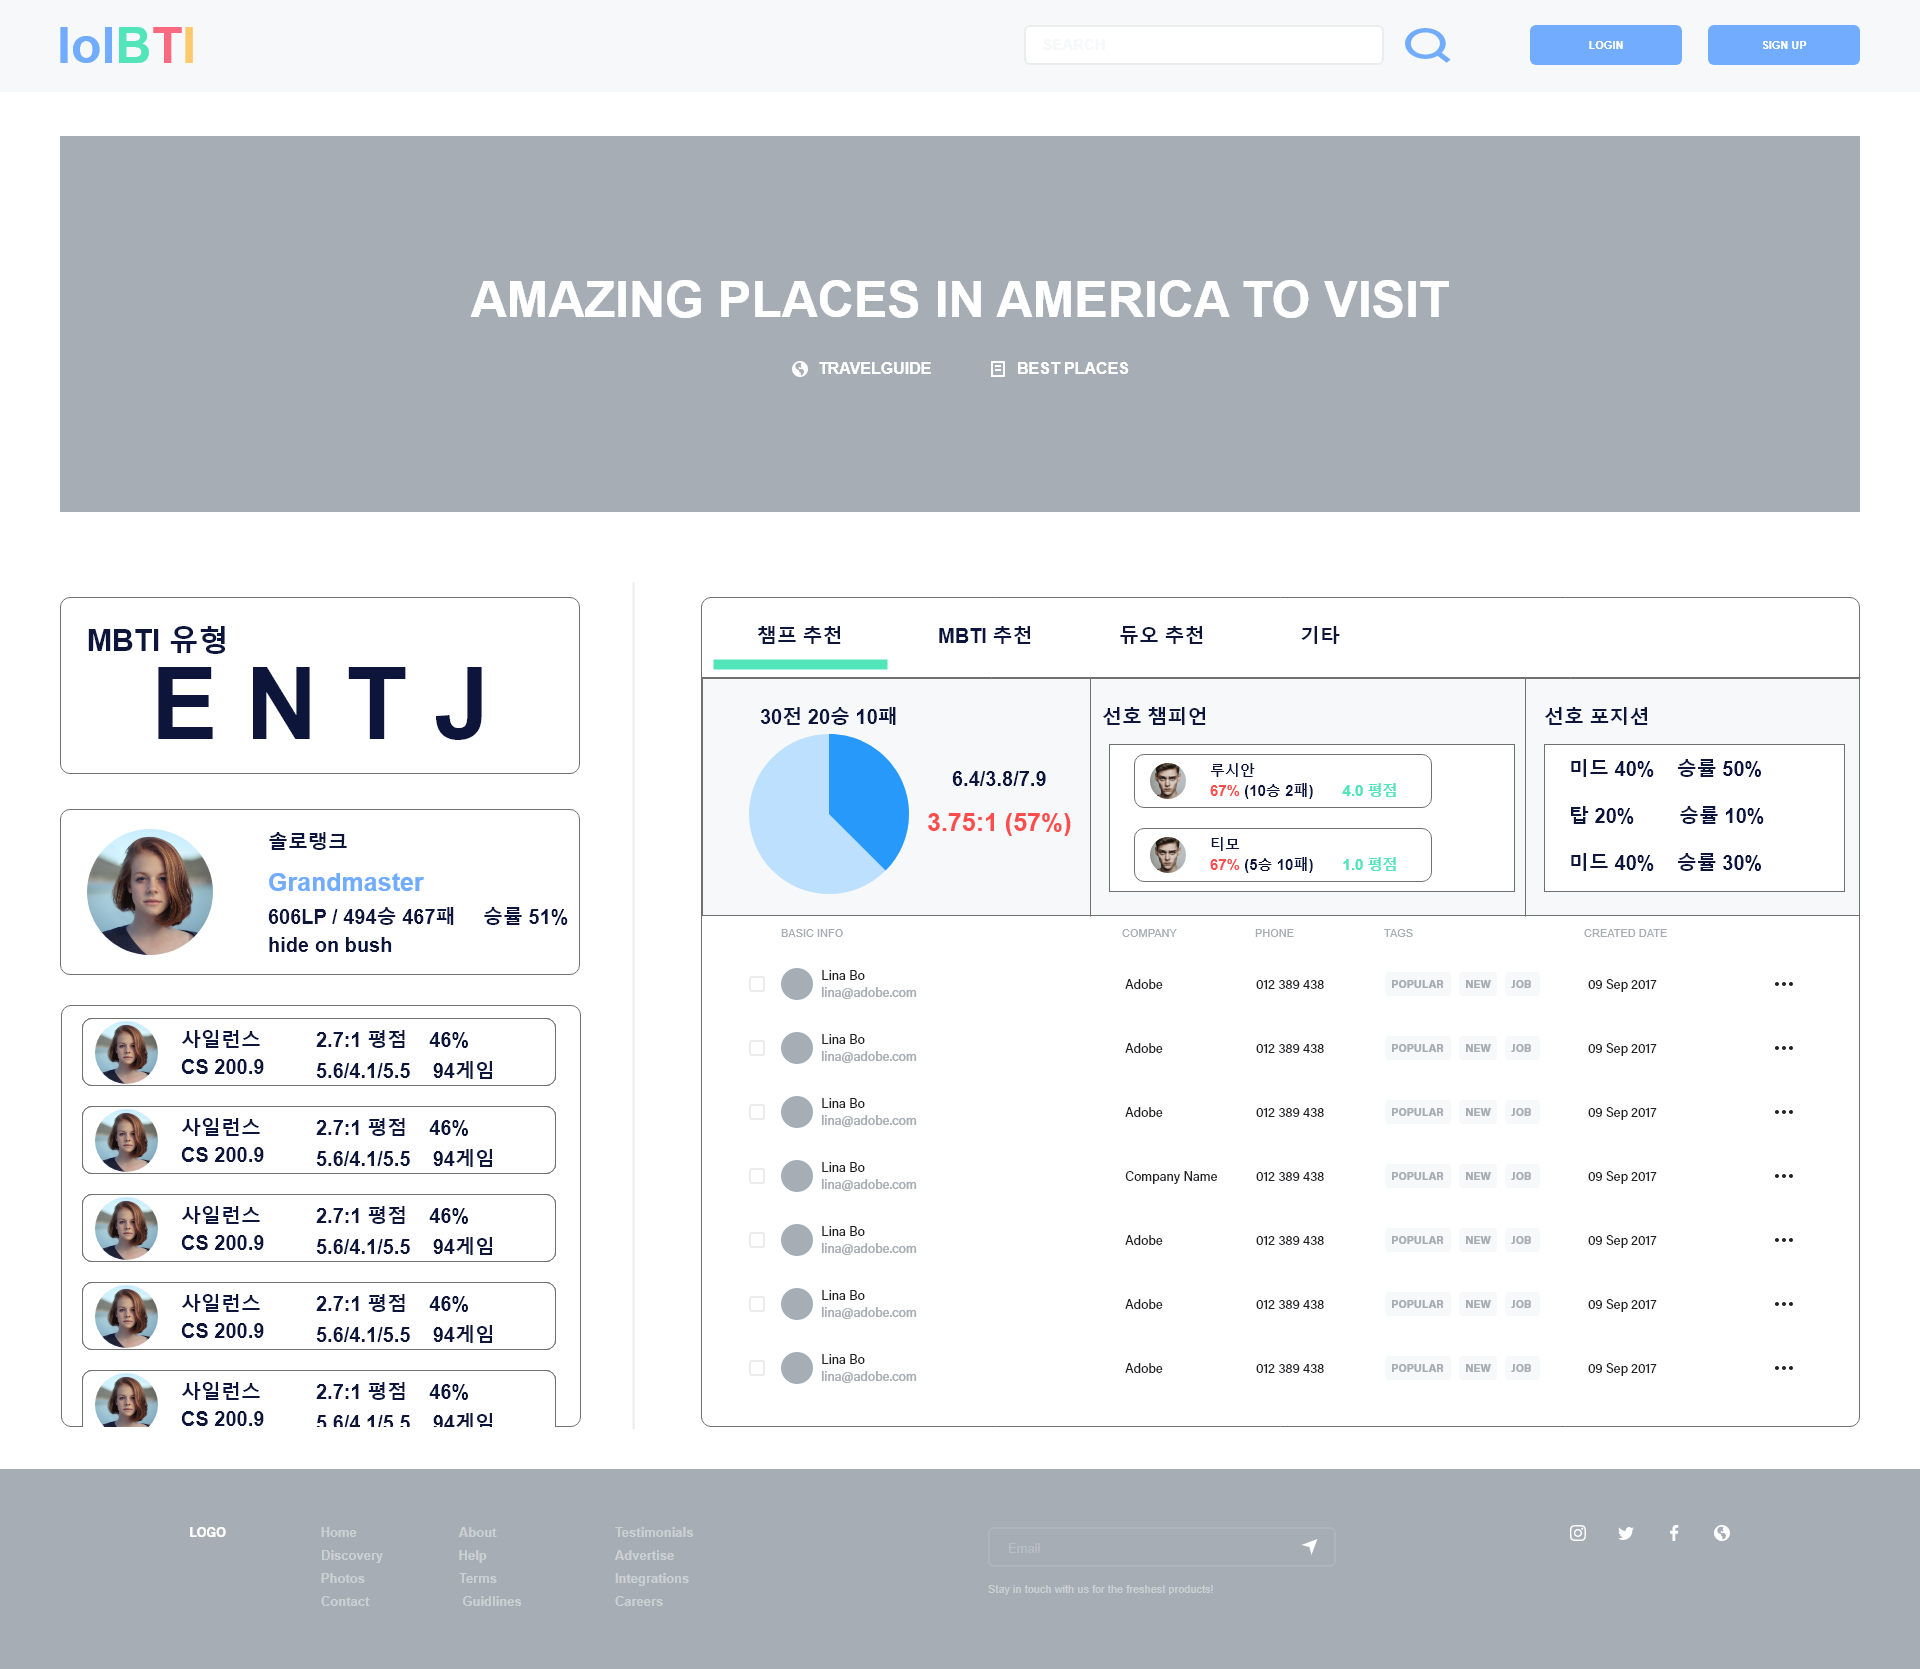 lolBTI
SEARCH
LOGIN
SIGN UP
AMAZING PLACES IN AMERICA TO VISIT
TRAVELGUIDE
BEST PLACES
MBTI 유형
E N T J
솔로랭크
Grandmaster
606LP / 494승 467패 승률 51%
hide on bush
사일런스 2.7:1 평점 46%
CS 200.9 5.6/4.1/5.5 94게임
사일런스 2.7:1 평점 46%
CS 200.9 5.6/4.1/5.5 94게임
사일런스 2.7:1 평점 46%
CS 200.9 5.6/4.1/5.5 94게임
사일런스 2.7:1 평점 46%
CS 200.9 5.6/4.1/5.5 94게임
사일런스 2.7:1 평점 46%
CS 200.9 5.6/4.1/5.5 94게임
챔프 추천 MBTI 추천 듀오 추천 기타
30전 20승 10패
6.4/3.8/7.9
3.75:1 (57%)
선호 챔피언
루시안
67% (10승 2패) 4.0 평점
티모
67% (5승 10패) 1.0 평점
선호 포지션
미드 40% 승률 50%
탑 20% 승률 10%
미드 40% 승률 30%
BASIC INFO COMPANY PHONE TAGS CREATED DATE
Lina Bo
lina@adobe.com
Adobe 012 389 438 POPULAR NEW JOB 09 Sep 2017
Lina Bo
lina@adobe.com
Adobe 012 389 438 POPULAR NEW JOB 09 Sep 2017
Lina Bo
lina@adobe.com
Adobe 012 389 438 POPULAR NEW JOB 09 Sep 2017
Lina Bo
lina@adobe.com
Company Name 012 389 438 POPULAR NEW JOB 09 Sep 2017
Lina Bo
lina@adobe.com
Adobe 012 389 438 POPULAR NEW JOB 09 Sep 2017
Lina Bo
lina@adobe.com
Adobe 012 389 438 POPULAR NEW JOB 09 Sep 2017
Lina Bo
lina@adobe.com
Adobe 012 389 438 POPULAR NEW JOB 09 Sep 2017
LOGO
Home
Discovery
Photos
Contact
About
Help
Terms
Guidlines
Testimonials
Advertise
Integrations
Careers
Email
Stay in touch with us for the freshest products!